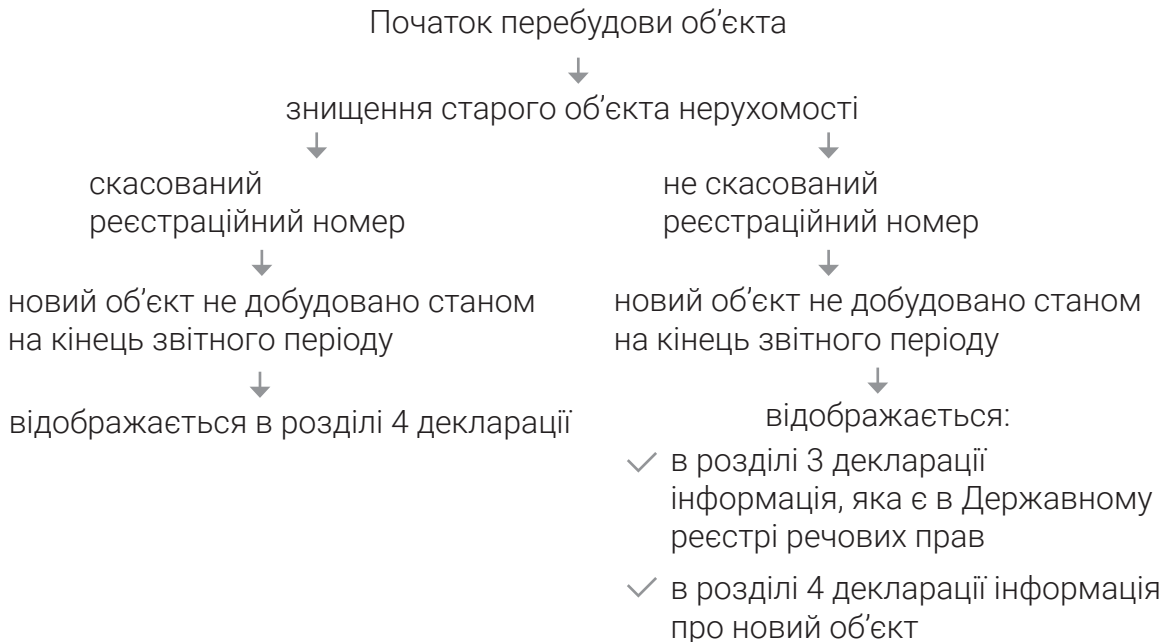 Початок перебудови об’єкта
знищення старого об’єкта нерухомості
скасований
реєстраційний номер
новий об’єкт не добудовано станом
на кінець звітного періоду
відображається в розділі 4 декларації
не скасований
реєстраційний номер
новий об’єкт не добудовано станом
на кінець звітного періоду
відображається:
в розділі 3 декларації
інформація, яка є в Державному
реєстрі речових прав
в розділі 4 декларації інформація
про новий об’єкт